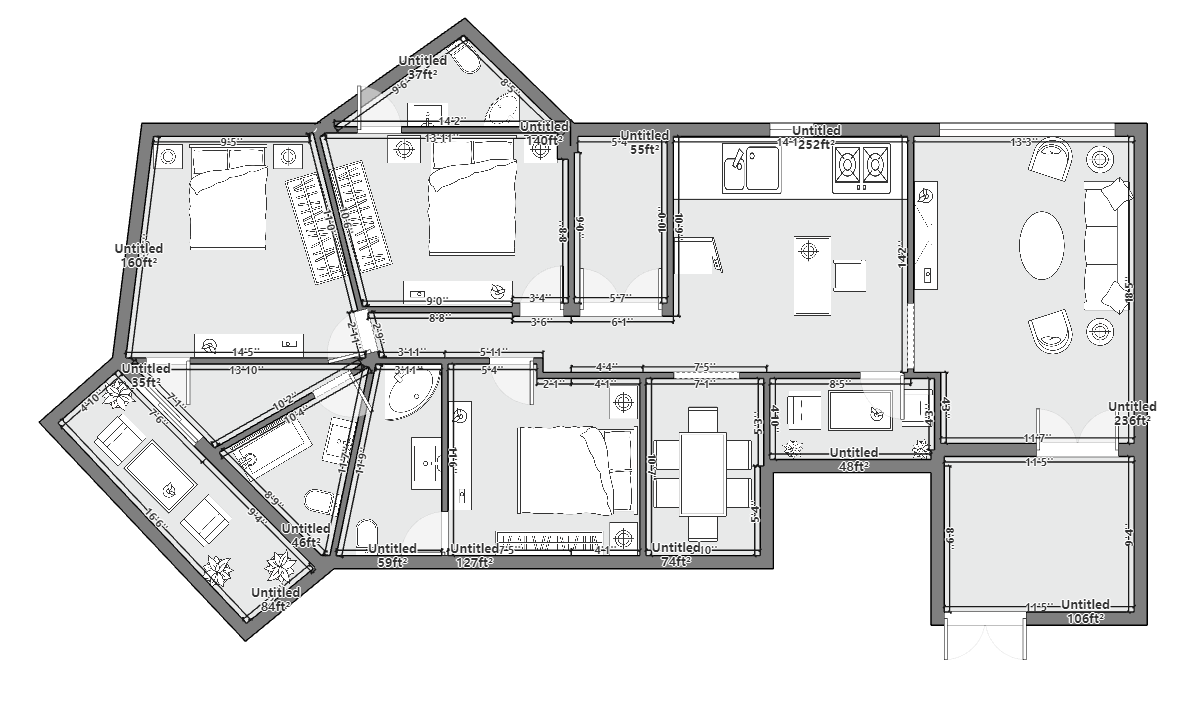 Untitled
37ft²
9'6"
8'5"
14'2"
13'11"
Untitled
140ft²
Untitled
55ft²
5'4"
Untitled
252ft²
14'1"
13'3"
9'5"
11'0"
10'6"
8'8"
9'0"
10'0"
10'9"
14'2"
18'5"
Untitled
160ft²
9'0"
3'4"
5'7"
8'8"
3'6"
6'1"
2'11"
2'9"
14'5"
3'11"
5'11"
13'10"
3'11"
5'4"
4'4"
7'5"
2'1"
4'1"
7'1"
8'5"
Untitled
35ft²
4'10"
7'6"
7'1"
10'2"
10'4"
4'0"
4'3"
4'3"
5'3"
Untitled
236ft²
11'7"
11'5"
11'9"
11'6"
10'7"
Untitled
48ft²
8'9"
16'6"
9'4"
5'4"
8'9"
9'4"
Untitled
46ft²
Untitled
59ft²
Untitled
127ft²
7'5"
4'1"
Untitled
74ft²
Untitled
84ft²
11'5"
Untitled
106ft²